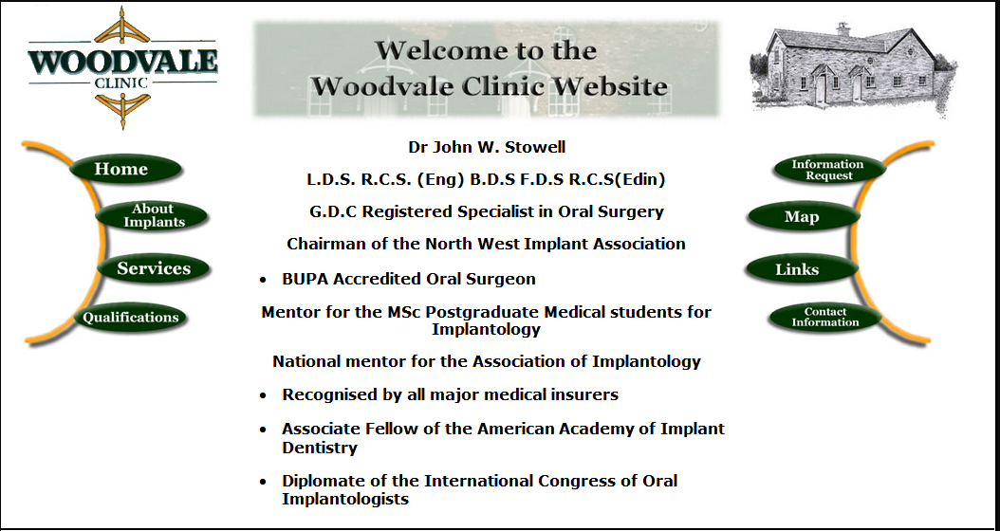 WOODVALE
CLINIC
Welcome to the
Woodvale Clinic Website
Dr John W. Stowell
L.D.S. R.C.S. (Eng) B.D.S F.D.S R.C.S(Edin)
G.D.C Registered Specialist in Oral Surgery
Chairman of the North West Implant Association
• BUPA Accredited Oral Surgeon
Mentor for the MSc Postgraduate Medical students for
Implantology
National mentor for the Association of Implantology
• Recognised by all major medical insurers
• Associate Fellow of the American Academy of Implant
Dentistry
• Diplomate of the International Congress of Oral
Implantologists
Home
About
Implants
Services
Qualifications
Information
Request
Map
Links
Contact
Information